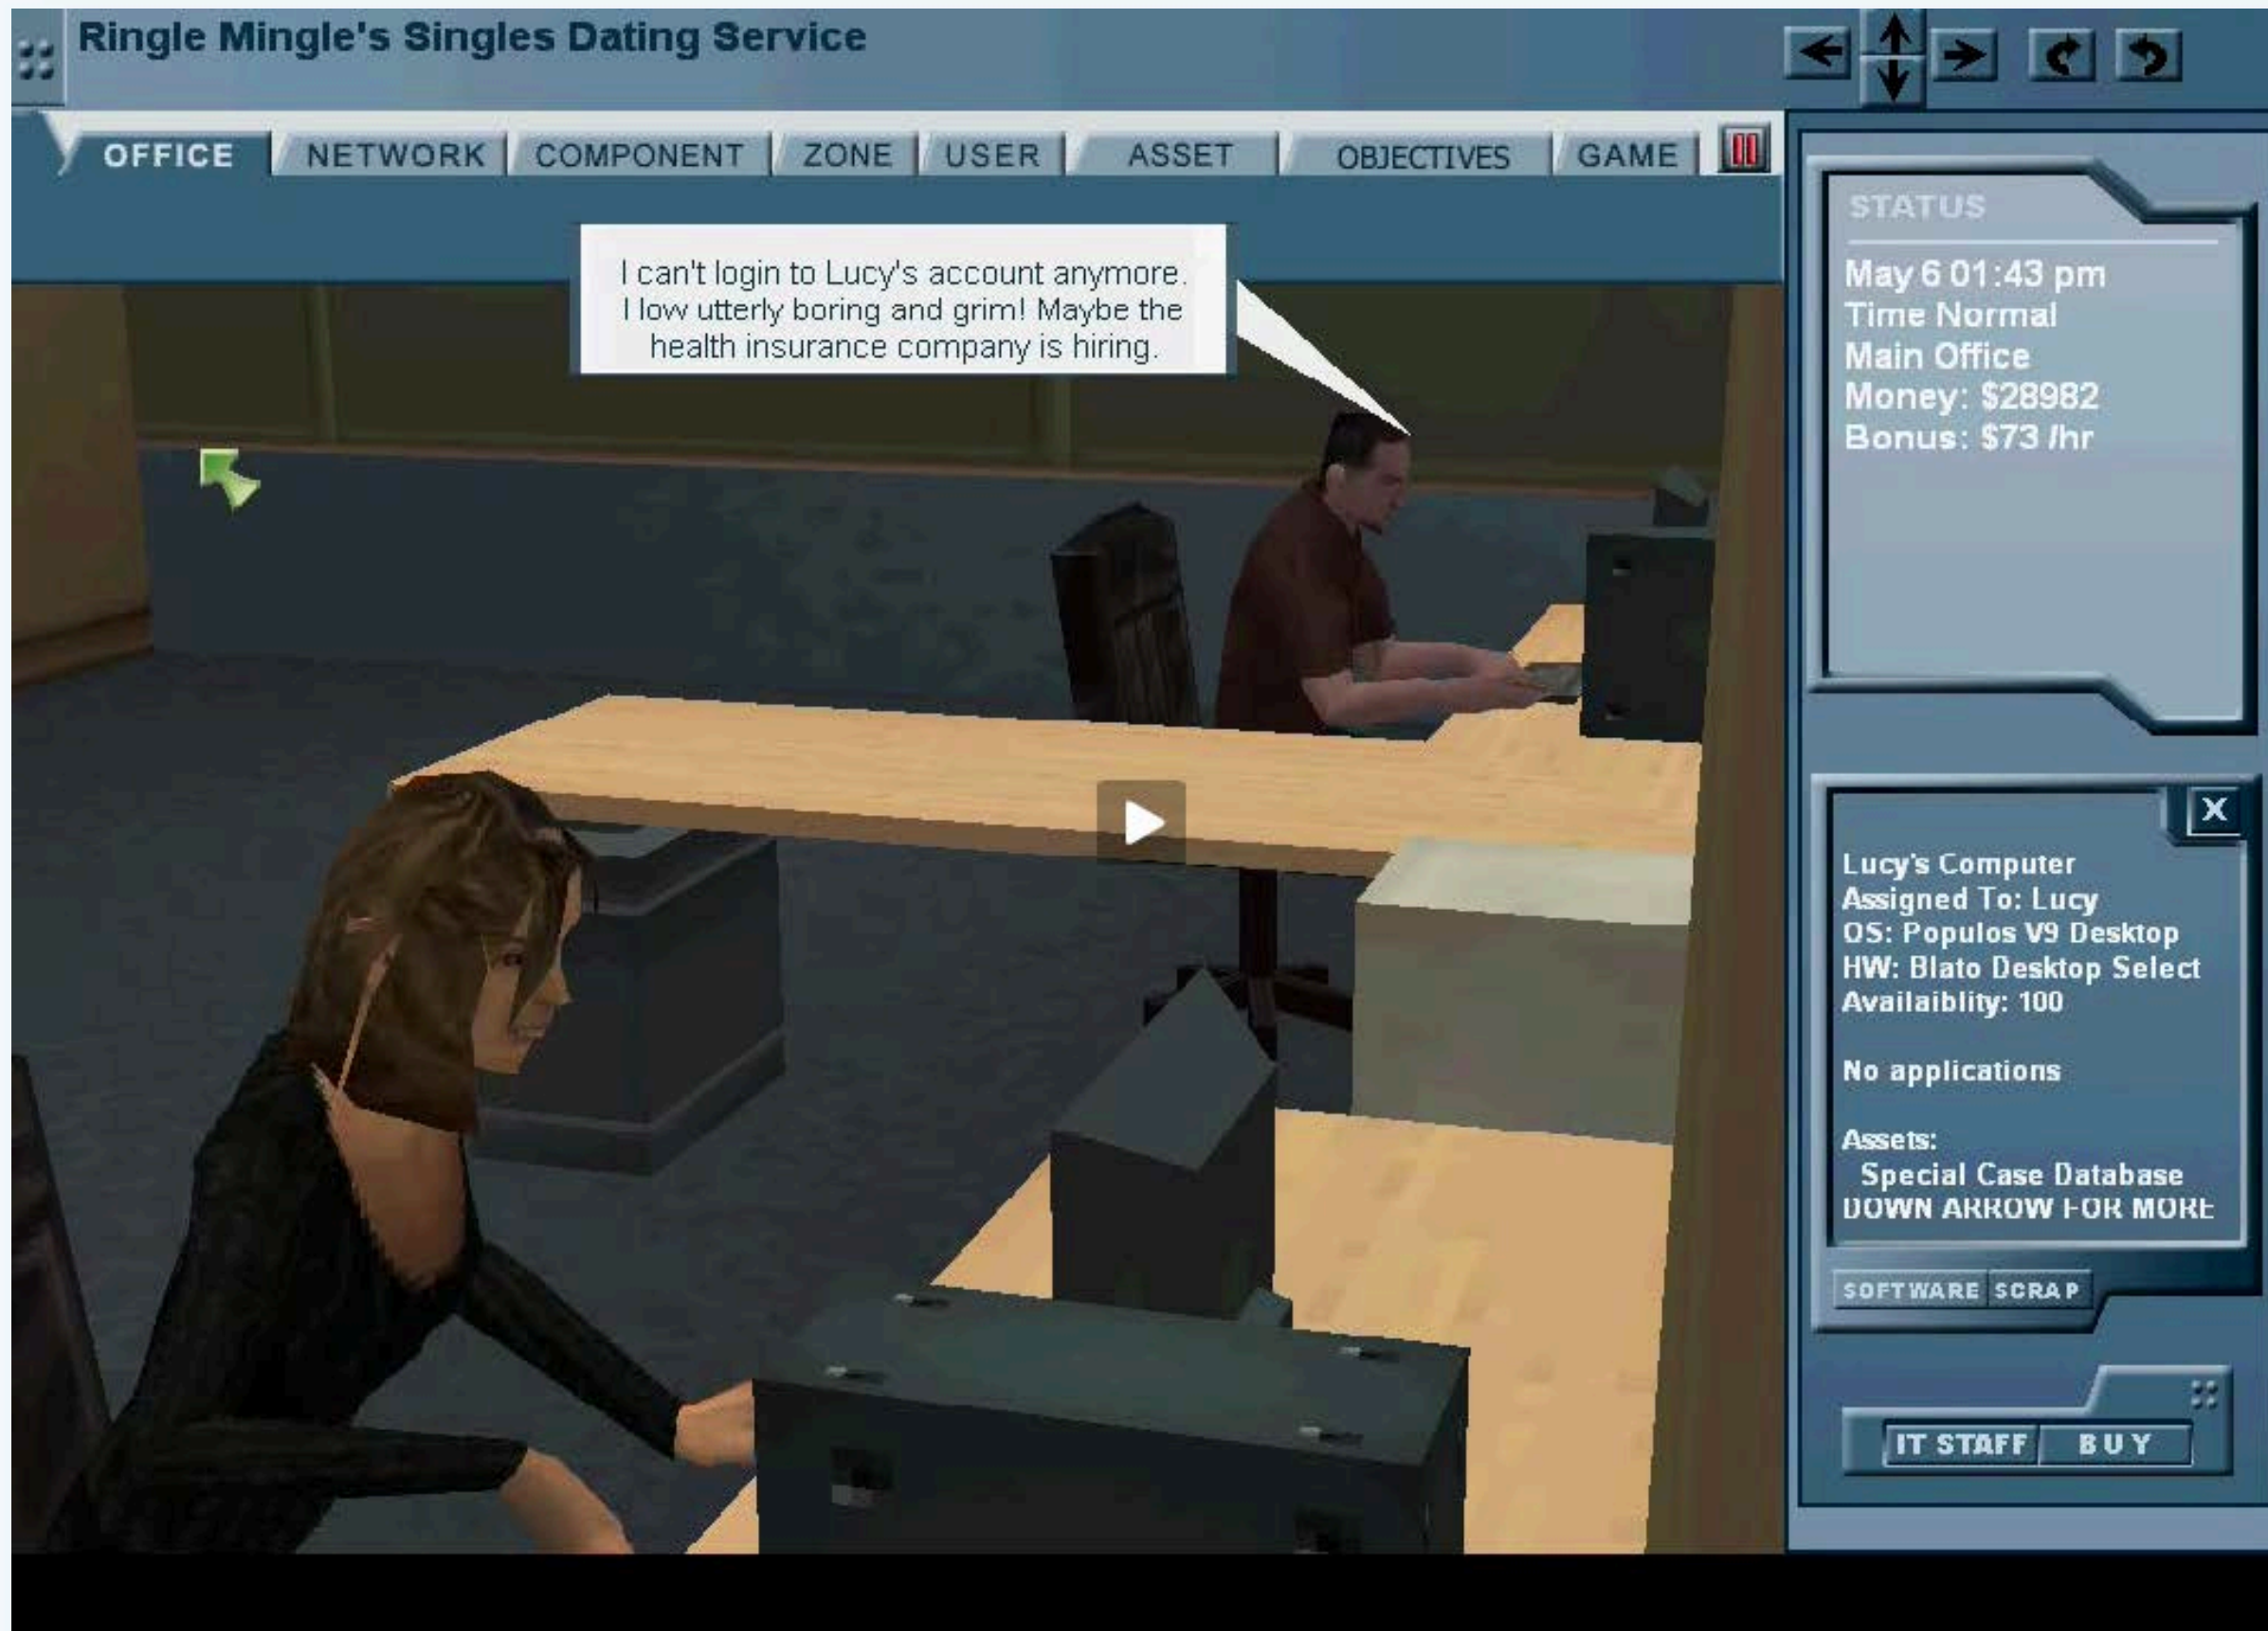 Ringle Mingle's Singles Dating Service
OFFICE NETWORK COMPONENT ZONE USER ASSET OBJECTIVES GAME
I can't login to Lucy's account anymore.
I low utterly boring and grim! Maybe the
health insurance company is hiring.
STATUS
May 6 01:43 pm
Time Normal
Main Office
Money: $28982
Bonus: $73 /hr
X
Lucy's Computer
Assigned To: Lucy
OS: Populos V9 Desktop
HW: Blato Desktop Select
Availaiblity: 100
No applications
Assets:
Special Case Database
DOWN ARROW FOR MORE
SOFTWARE SCRAP
IT STAFF BUY